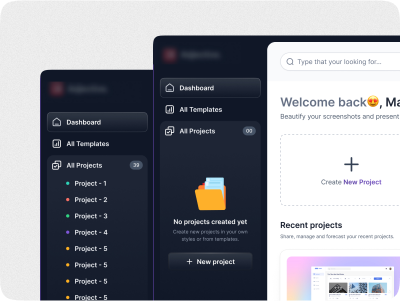 Dashboard
All Templates
All Projects
39
Project - 1
Project - 2
Project - 3
Project - 4
Project - 5
Project - 5
Project - 5
Project - 5
Dashboard
All Templates
All Projects
00
No projects created yet
Create new projects in your own
styles or from templates.
+ New project
Type that your looking for...
Welcome back😍, Ma
Beautify your screenshots and present
Create New Project
Recent projects
Share, manage and forecast your recent projects.